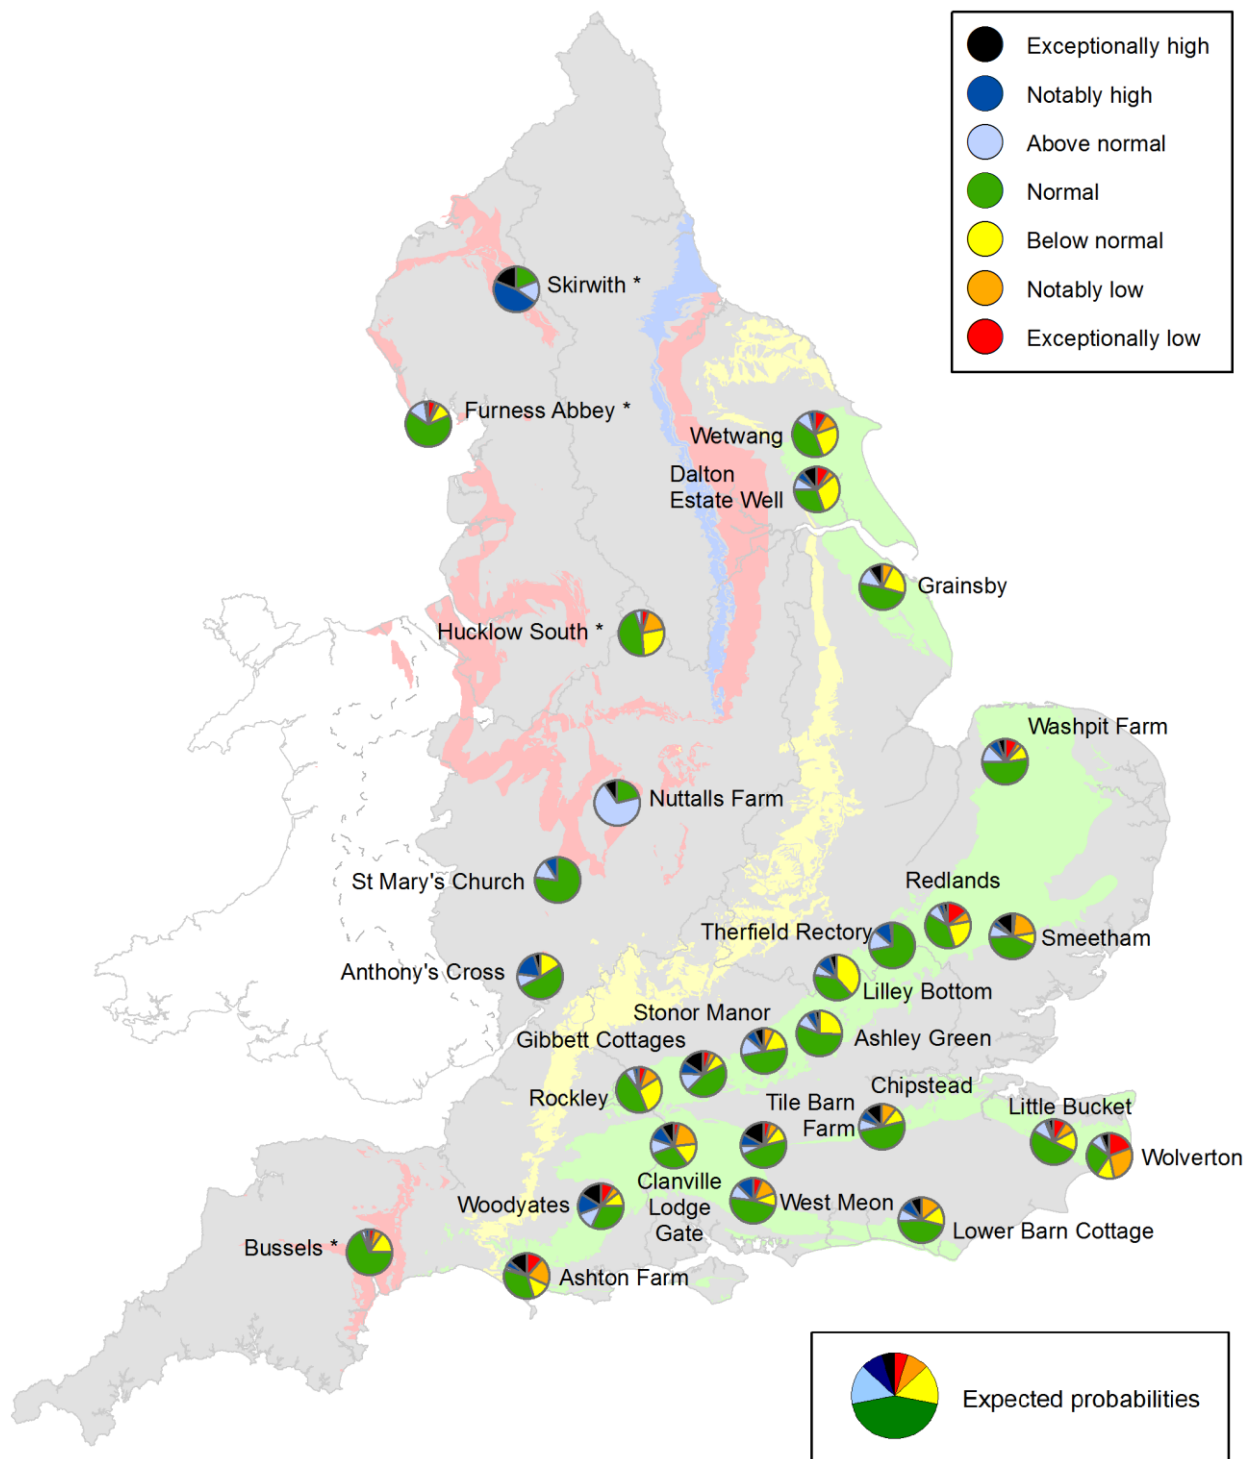 Exceptionally high
Notably high
Above normal
Normal
Below normal
Notably low
Exceptionally low
Skirwith *
Furness Abbey *
Wetwang
Dalton
Estate Well
Grainsby
Hucklow South *
Washpit Farm
Nuttalls Farm
St Mary's Church
Redlands
Therfield Rectory
Smeetham
Anthony's Cross
Lilley Bottom
Stonor Manor
Gibbett Cottages
Ashley Green
Rockley
Chipstead
Tile Barn
Farm
Little Bucket
Wolverton
Clanville
Lodge
Gate
Woodyates
West Meon
Lower Barn Cottage
Bussels *
Ashton Farm
Expected probabilities